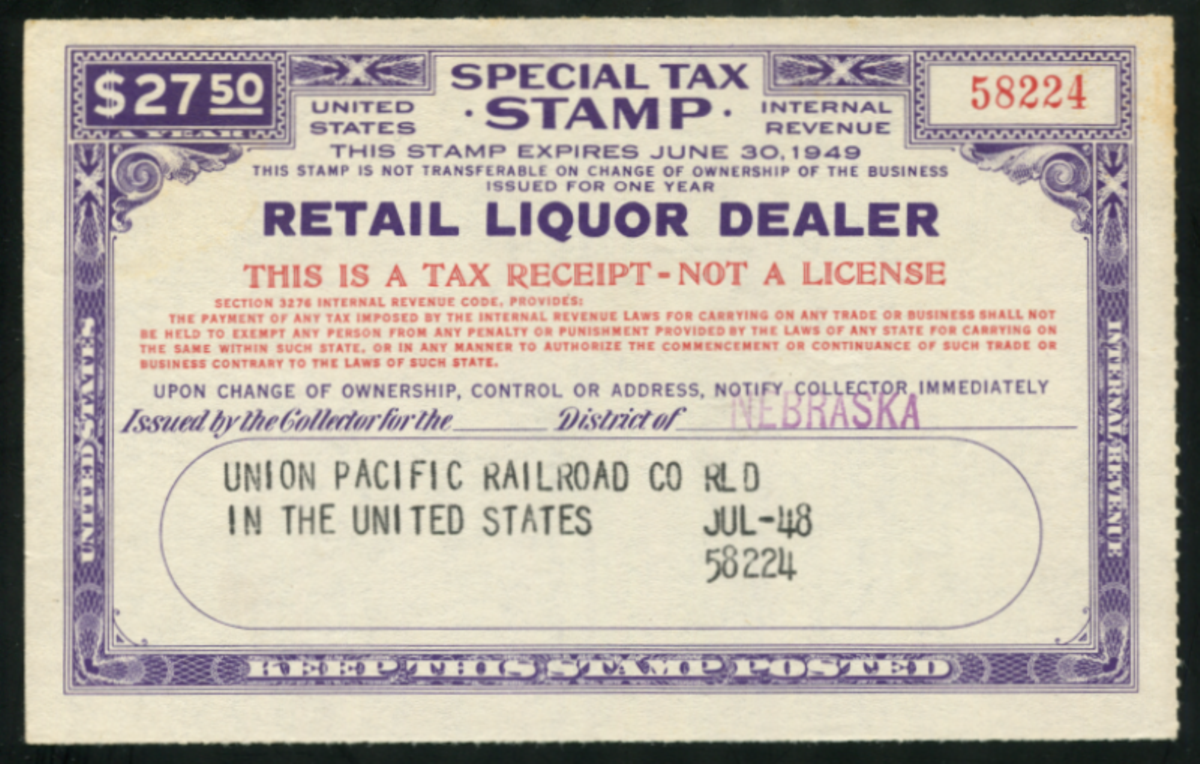 $27.50
A YEAR
SPECIAL TAX
· STAMP ·
UNITED STATES
INTERNAL REVENUE
58224
THIS STAMP EXPIRES JUNE 30, 1949
THIS STAMP IS NOT TRANSFERABLE ON CHANGE OF OWNERSHIP OF THE BUSINESS
ISSUED FOR ONE YEAR
RETAIL LIQUOR DEALER
THIS IS A TAX RECEIPT - NOT A LICENSE
SECTION 3276 INTERNAL REVENUE CODE, PROVIDES:
THE PAYMENT OF ANY TAX IMPOSED BY THE INTERNAL REVENUE LAWS FOR CARRYING ON ANY TRADE OR BUSINESS SHALL NOT
BE HELD TO EXEMPT ANY PERSON FROM ANY PENALTY OR PUNISHMENT PROVIDED BY THE LAWS OF ANY STATE FOR CARRYING ON
THE SAME WITHIN SUCH STATE, OR IN ANY MANNER TO AUTHORIZE THE COMMENCEMENT OR CONTINUANCE OF SUCH TRADE OR
BUSINESS CONTRARY TO THE LAWS OF SUCH STATE.
UPON CHANGE OF OWNERSHIP, CONTROL OR ADDRESS, NOTIFY COLLECTOR IMMEDIATELY
Issued by the Collector for the ______ District of NEBRASKA
UNION PACIFIC RAILROAD CO RLD
IN THE UNITED STATES JUL-48
58224
UNITED STATES
INTERNAL REVENUE
KEEP THIS STAMP POSTED